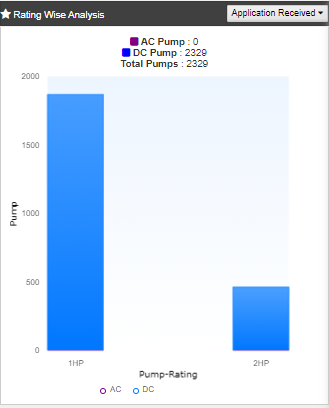 Rating Wise Analysis
Application Received
AC Pump : 0
DC Pump : 2329
Total Pumps : 2329
2000
1500
1000
500
0
Pump
1HP
2HP
Pump-Rating
AC
DC